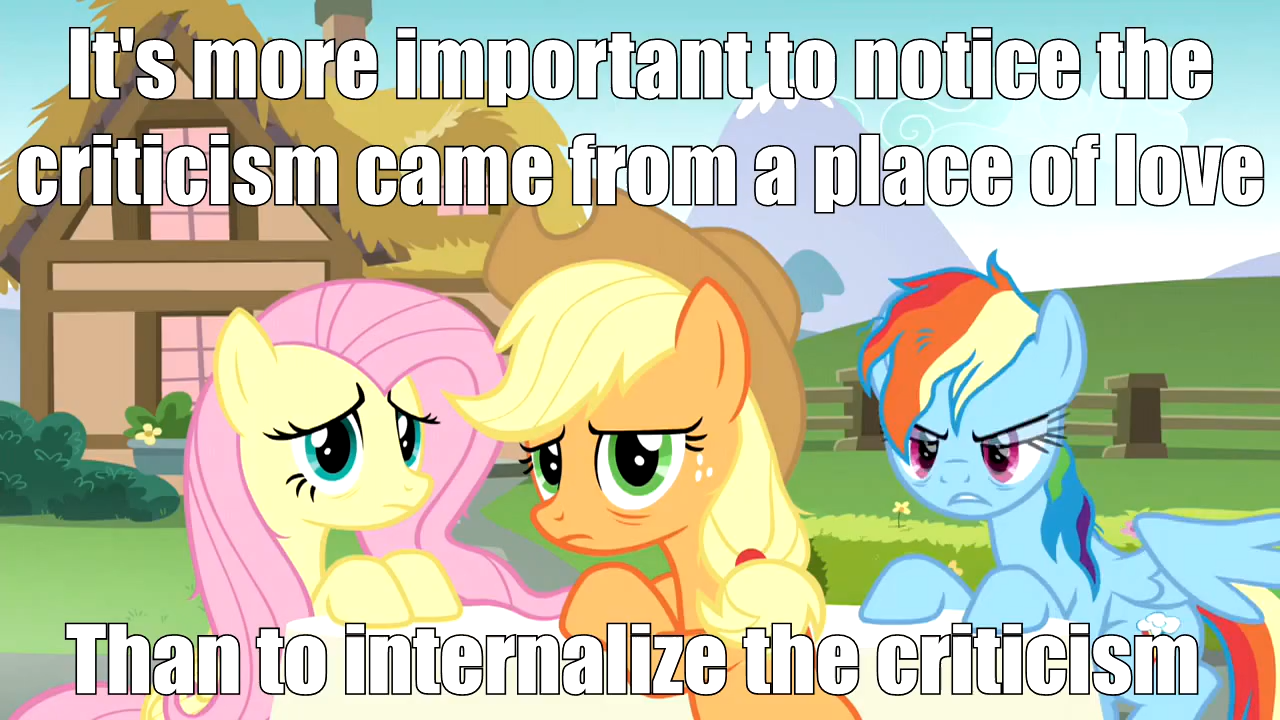 It's more important to notice the
criticism came from a place of love
Than to internalize the criticism